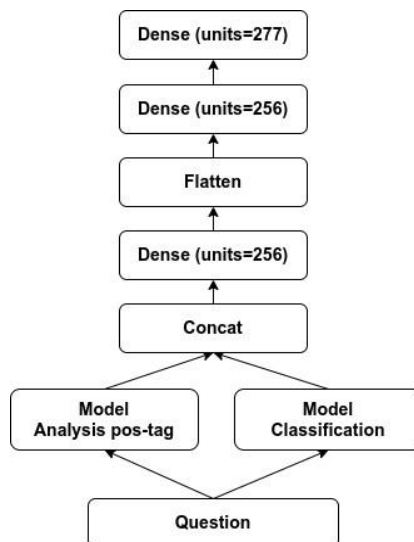 Dense (units=277)
Dense (units=256)
Flatten
Dense (units=256)
Concat
Model
Analysis pos-tag
Model
Classification
Question